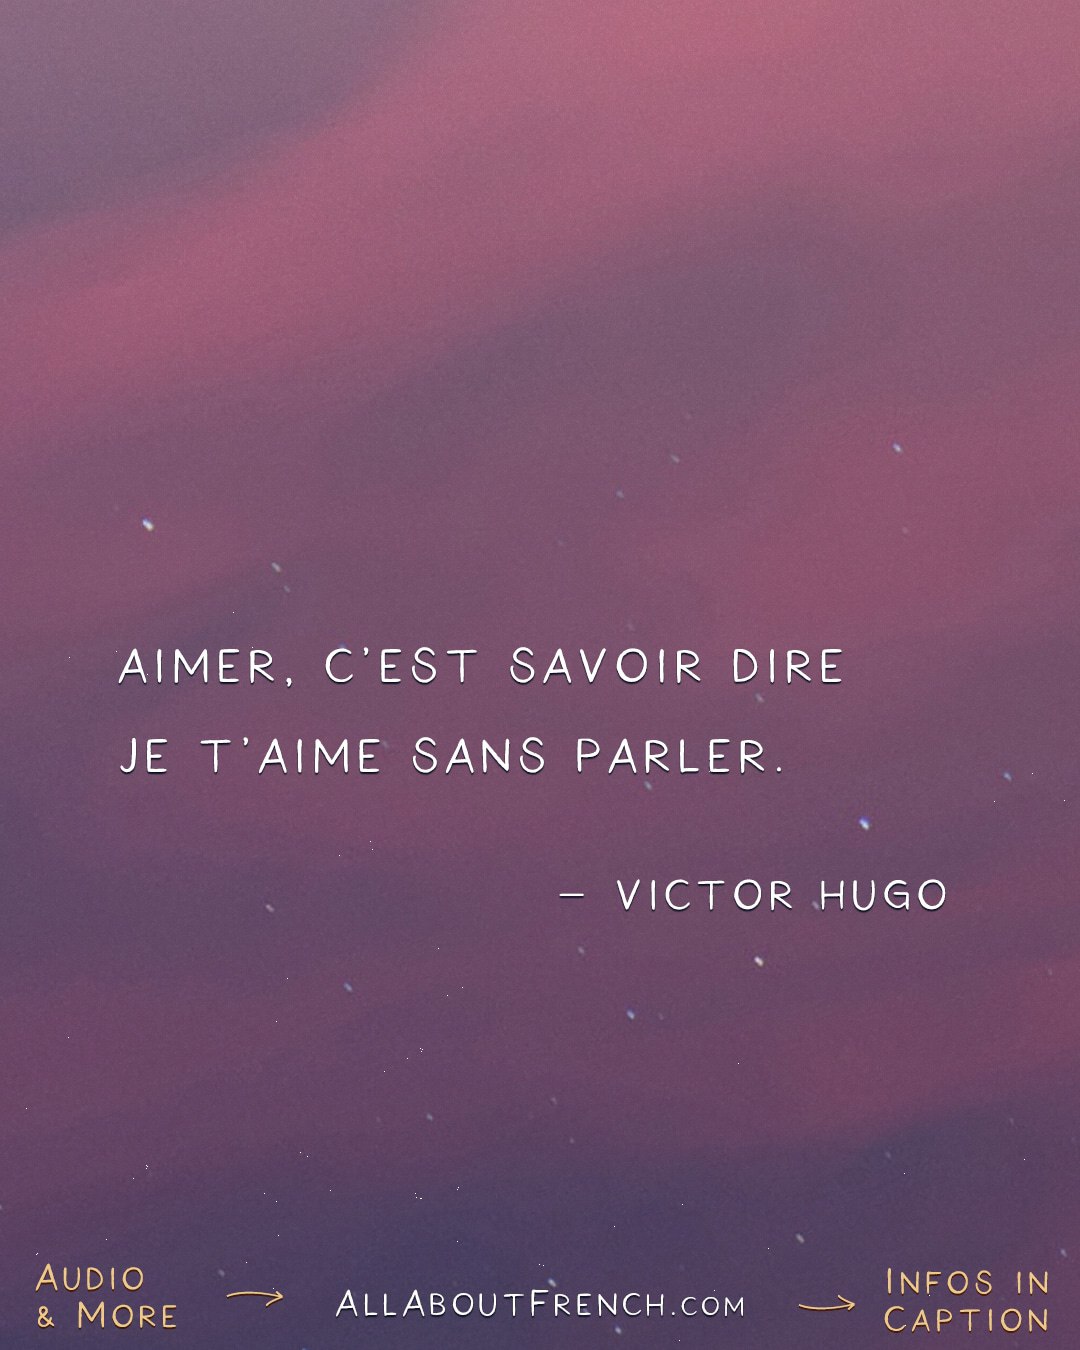 AIMER, C'EST SAVOIR DIRE
JE T'AIME SANS PARLER.
– VICTOR HUGO
AUDIO
& MORE
ALLABOUTFRENCH.COM
INFOS IN
CAPTION